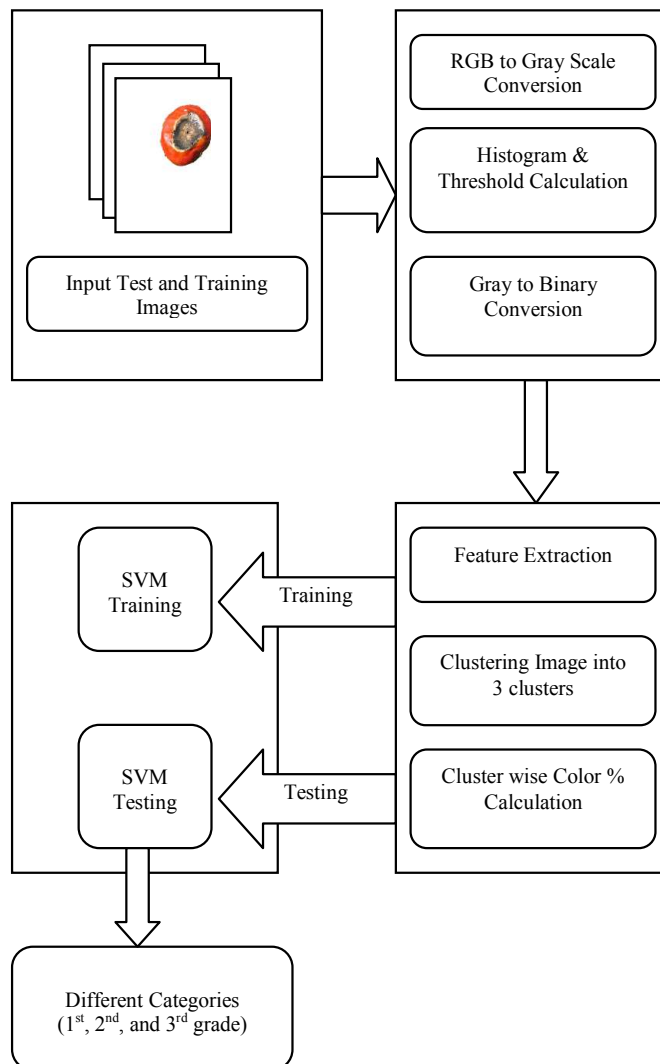 RGB to Gray Scale
Conversion
Histogram &
Threshold Calculation
Input Test and Training
Images
Gray to Binary
Conversion
SVM
Training
Training
Feature Extraction
Clustering Image into
3 clusters
SVM
Testing
Testing
Cluster wise Color %
Calculation
Different Categories
(1st, 2nd, and 3rd grade)